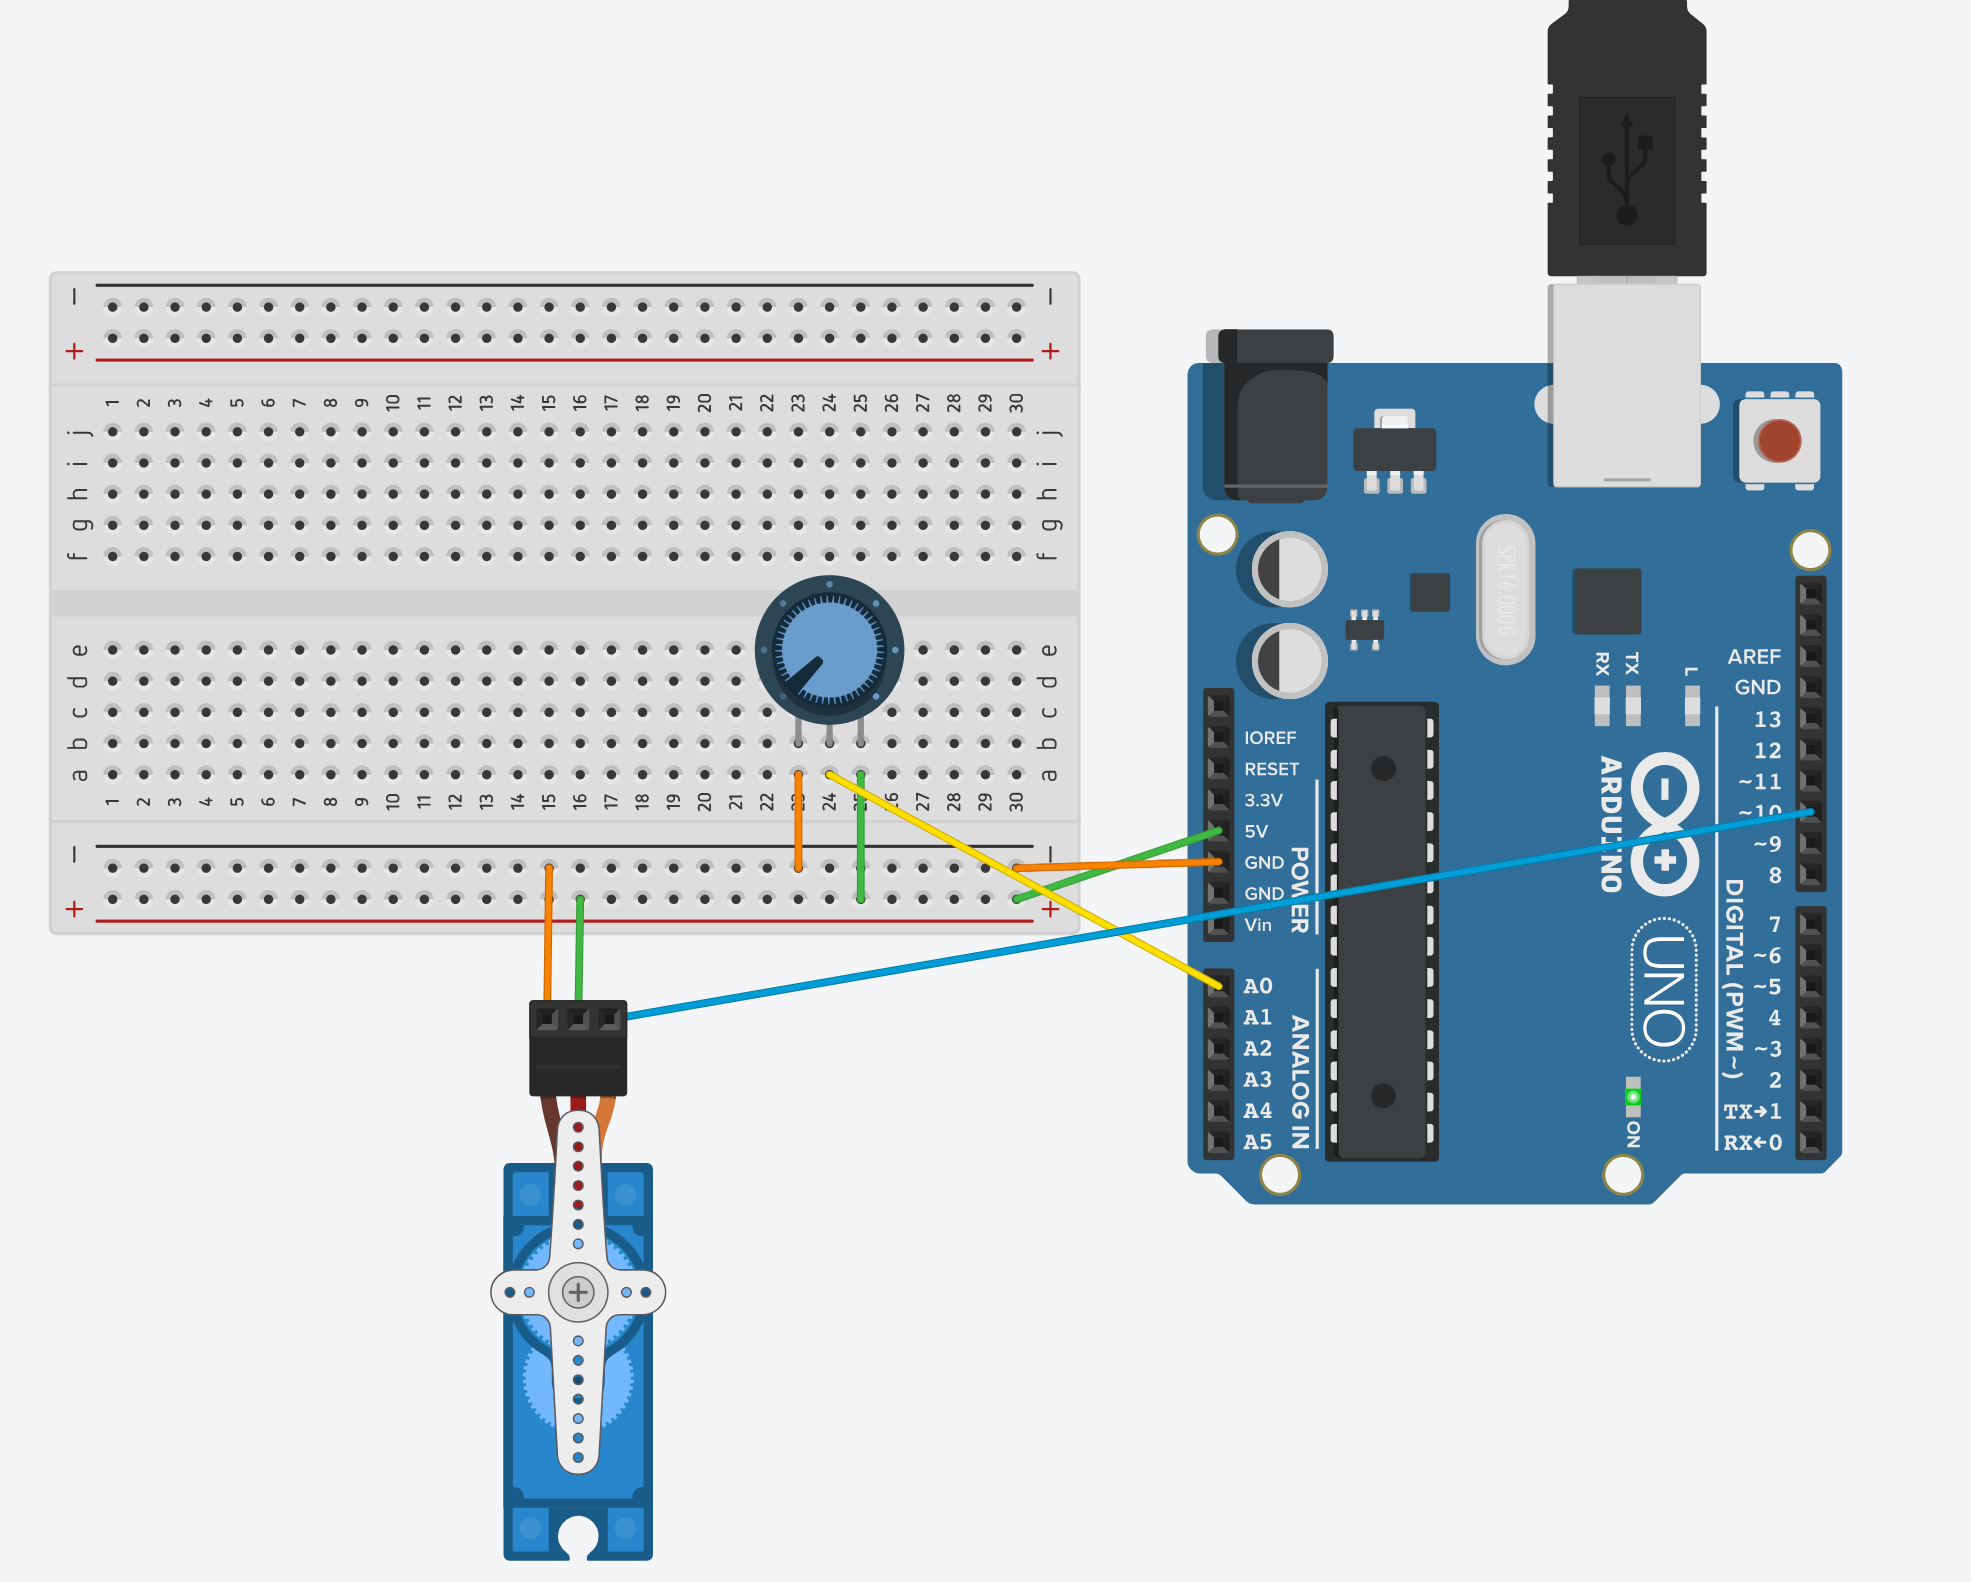 − −
+ +
1 2 3 4 5 6 7 8 9 10 11 12 13 14 15 16 17 18 19 20 21 22 23 24 25 26 27 28 29 30
j j
i i
h h
g g
f f
e e
d d
c c
b b
a a
1 2 3 4 5 6 7 8 9 10 11 12 13 14 15 16 17 18 19 20 21 22 23 24 25 26 27 28 29 30
− −
+ +
SPK16.000G
RX
TX
L
IOREF
RESET
3.3V
5V
GND
GND
Vin
POWER
A0
A1
A2
A3
A4
A5
ANALOG IN
ARDUINO
UNO
ON
AREF
GND
13
12
~11
~10
~9
8
7
~6
~5
4
~3
2
TX→1
RX←0
DIGITAL (PWM ~)